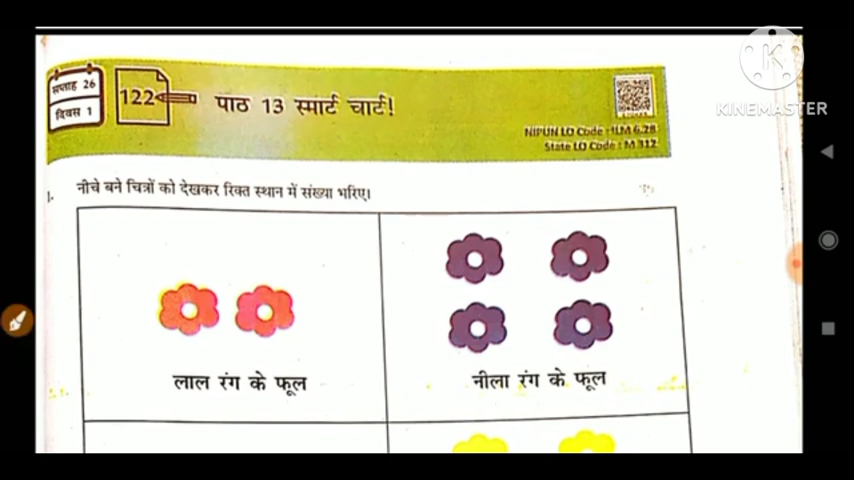 सप्ताह 26
दिवस 1
122
पाठ 13 स्मार्ट चार्ट!
NIPUN LO Code - ILM 6.28
State LO Code : M 312
KINEMASTER
1. नीचे बने चित्रों को देखकर रिक्त स्थान में संख्या भरिए।
लाल रंग के फूल
नीला रंग के फूल